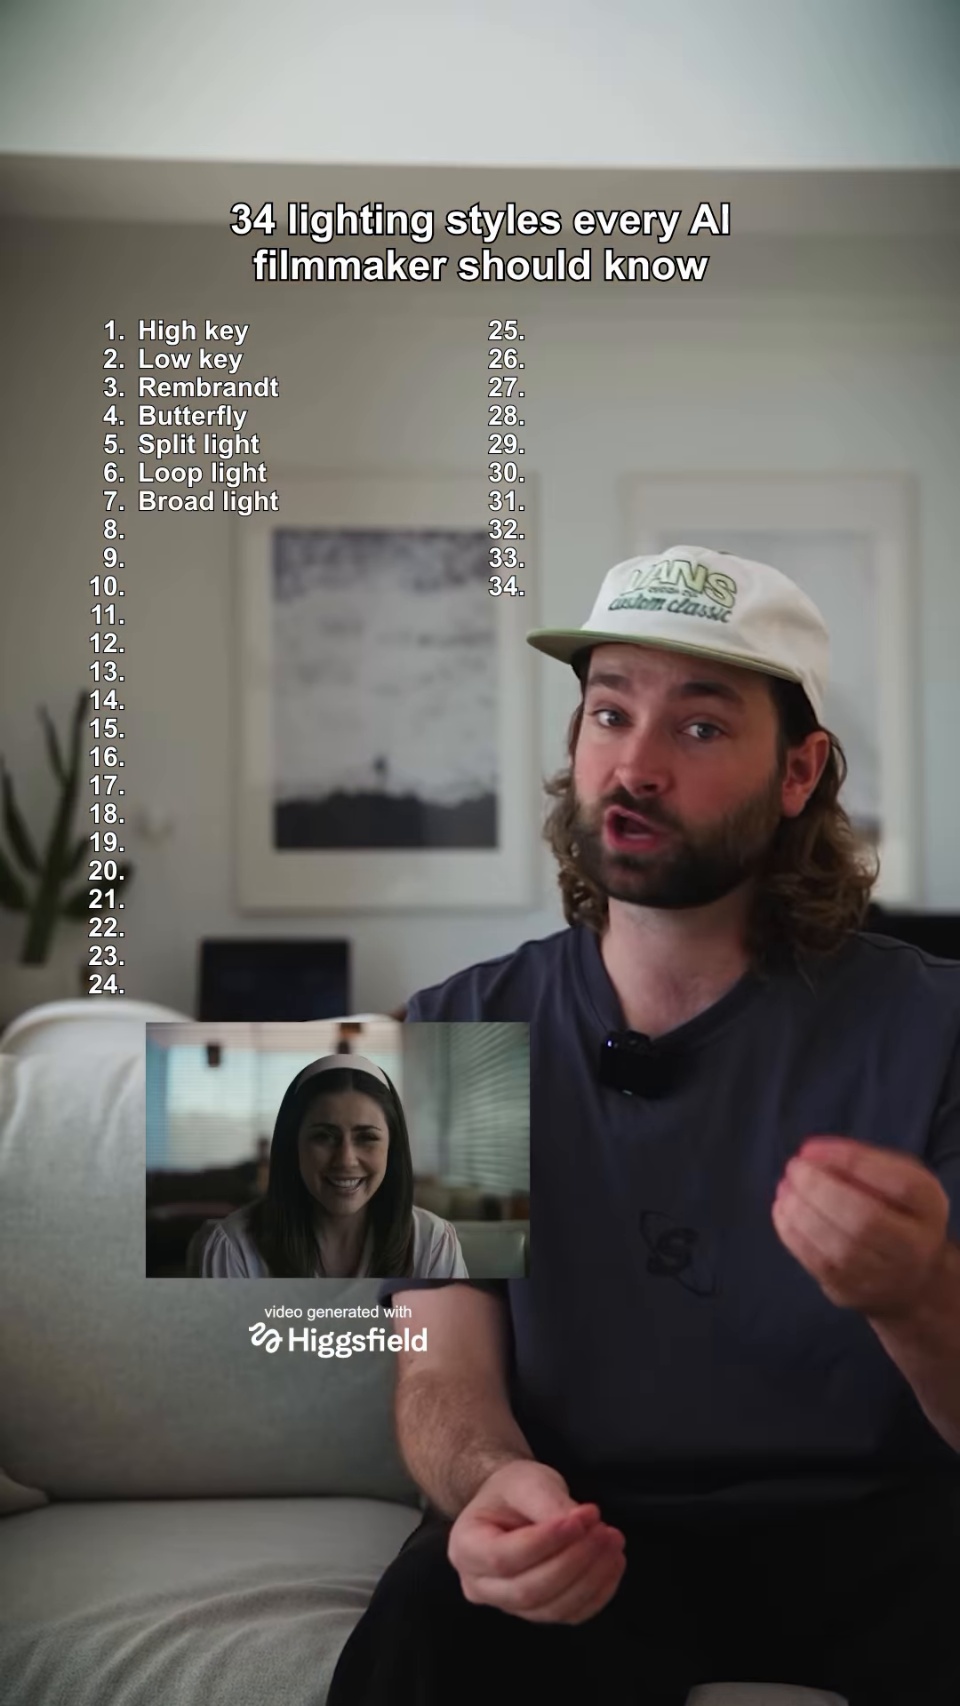 34 lighting styles every AI
filmmaker should know
1. High key
2. Low key
3. Rembrandt
4. Butterfly
5. Split light
6. Loop light
7. Broad light
8.
9.
10.
11.
12.
13.
14.
15.
16.
17.
18.
19.
20.
21.
22.
23.
24.
25.
26.
27.
28.
29.
30.
31.
32.
33.
34.
VANS
custom classic
video generated with
Higgsfield